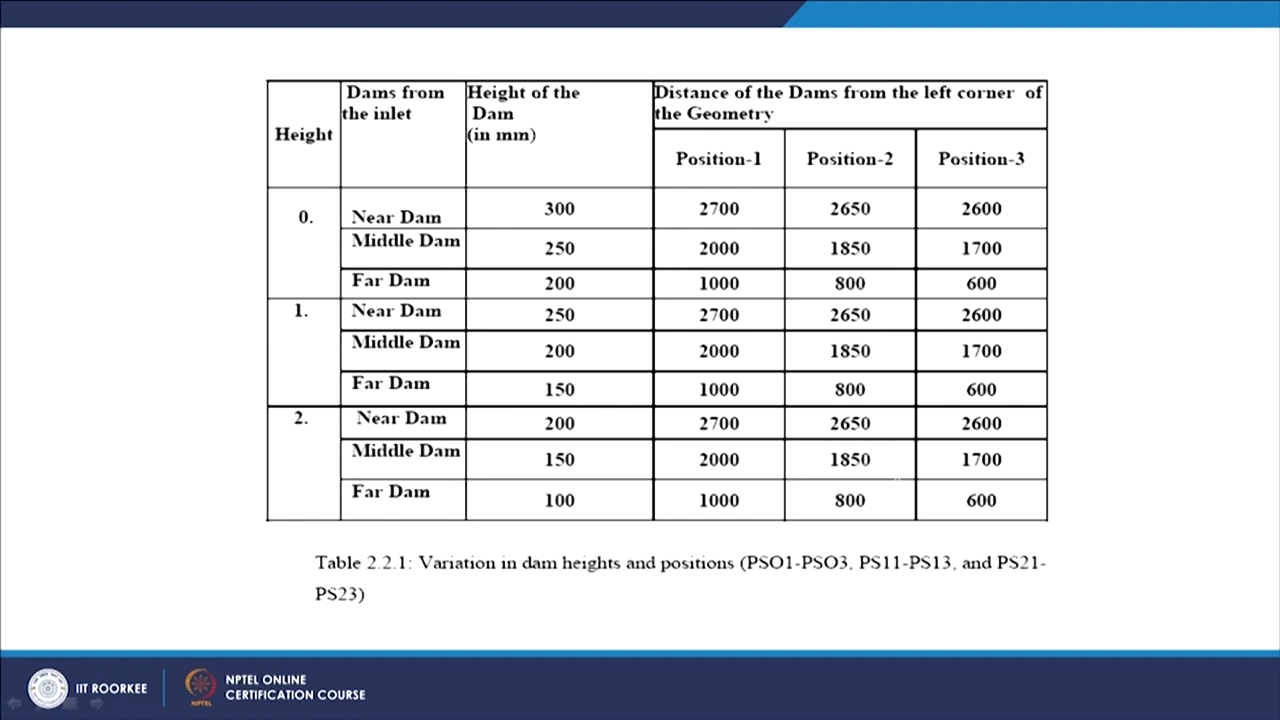 Height
Dams from
the inlet
Height of the
Dam
(in mm)
Distance of the Dams from the left corner of
the Geometry
Position-1 Position-2 Position-3
0. Near Dam 300 2700 2650 2600
Middle Dam 250 2000 1850 1700
Far Dam 200 1000 800 600
1. Near Dam 250 2700 2650 2600
Middle Dam 200 2000 1850 1700
Far Dam 150 1000 800 600
2. Near Dam 200 2700 2650 2600
Middle Dam 150 2000 1850 1700
Far Dam 100 1000 800 600
Table 2.2.1: Variation in dam heights and positions (PSO1-PSO3, PS11-PS13, and PS21-
PS23)
IIT ROORKEE
NPTEL
NPTEL ONLINE
CERTIFICATION COURSE